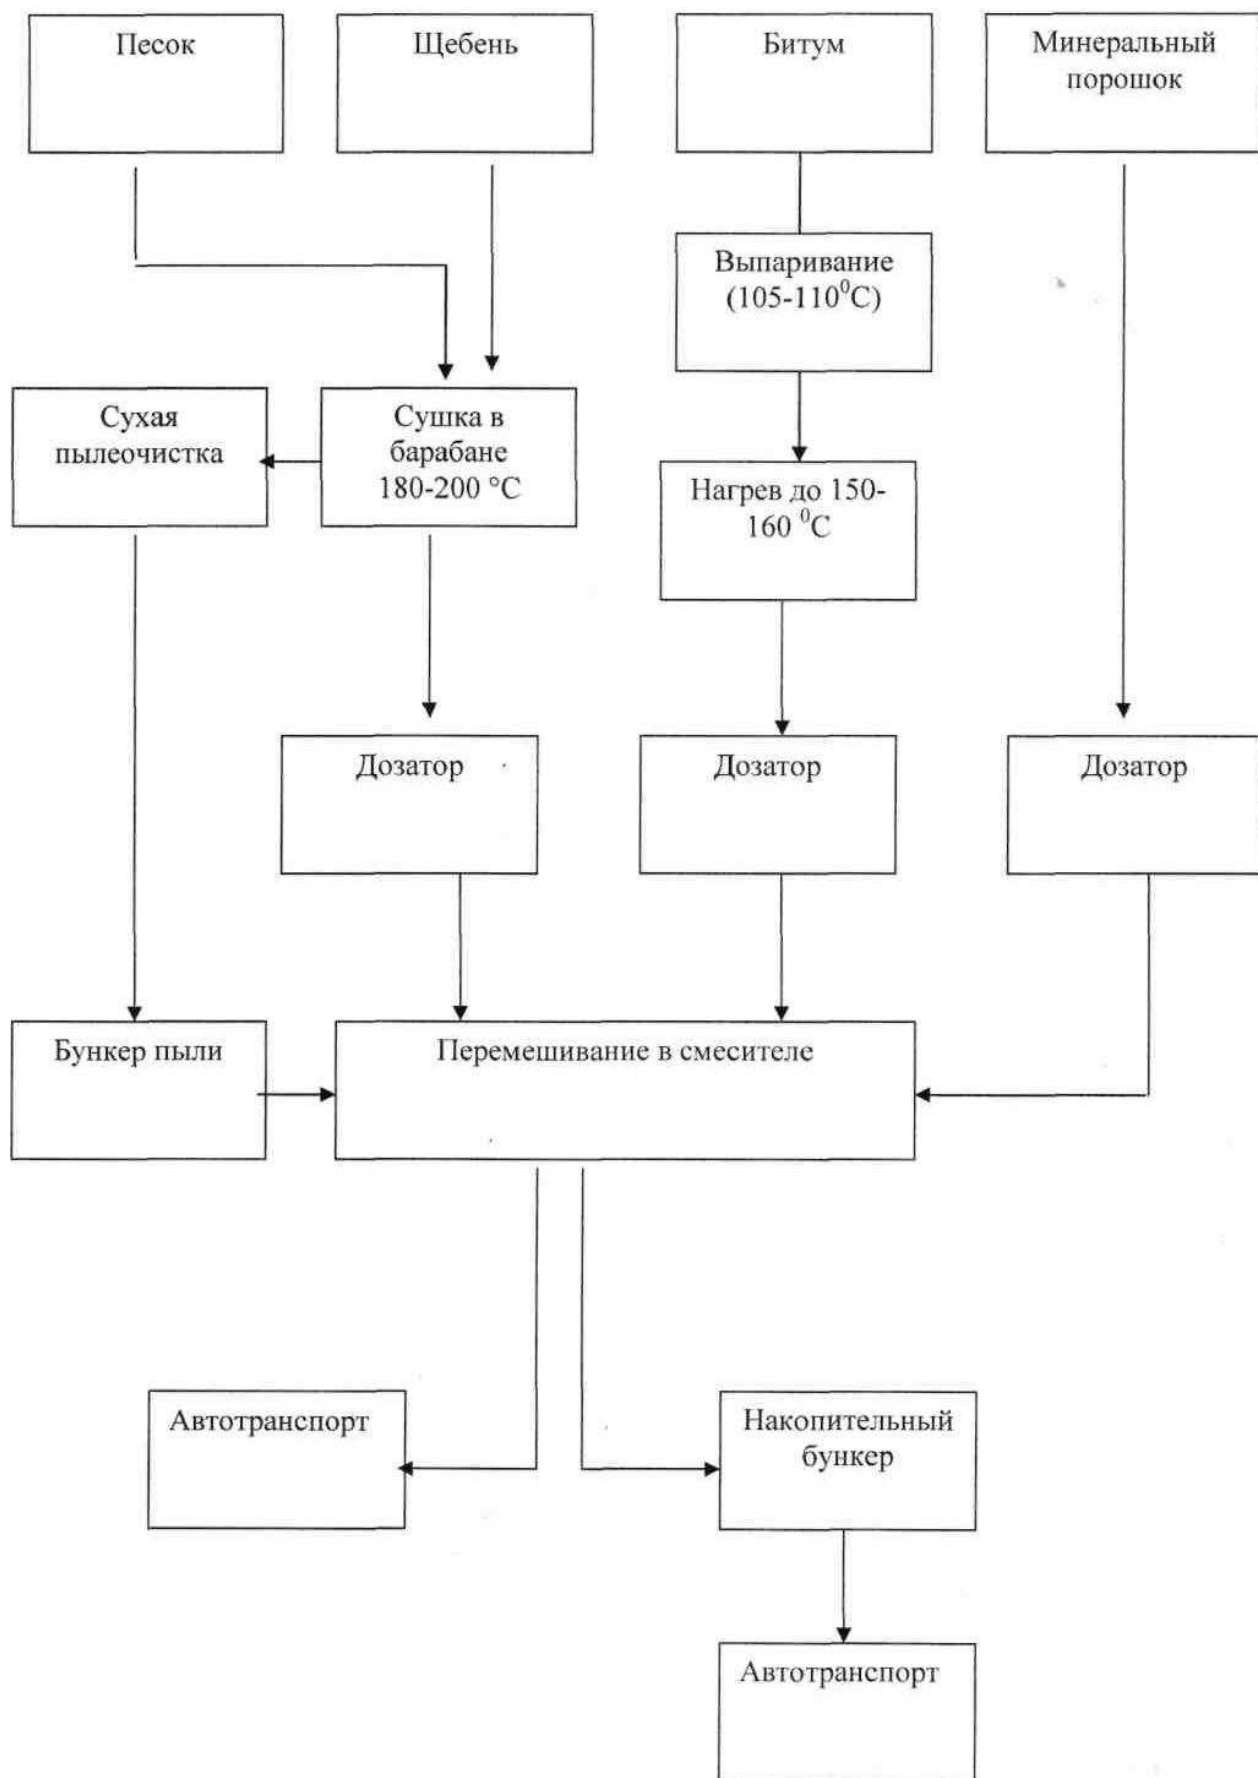 Песок
Щебень
Битум
Минеральный
порошок
Выпаривание
(105-110⁰С)
Сухая
пылеочистка
Сушка в
барабане
180-200 °С
Нагрев до 150-
160 ⁰С
Дозатор
Дозатор
Дозатор
Бункер пыли
Перемешивание в смесителе
Автотранспорт
Накопительный
бункер
Автотранспорт